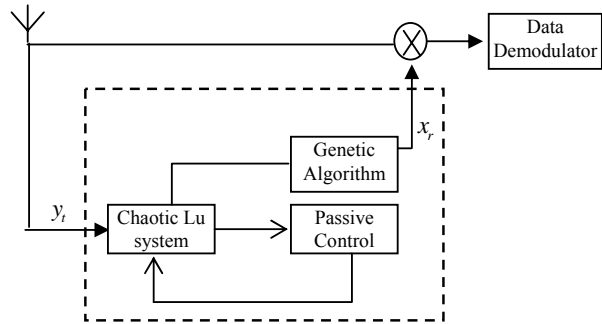 Data
Demodulator
x_r
Genetic
Algorithm
y_t
Chaotic Lu
system
Passive
Control